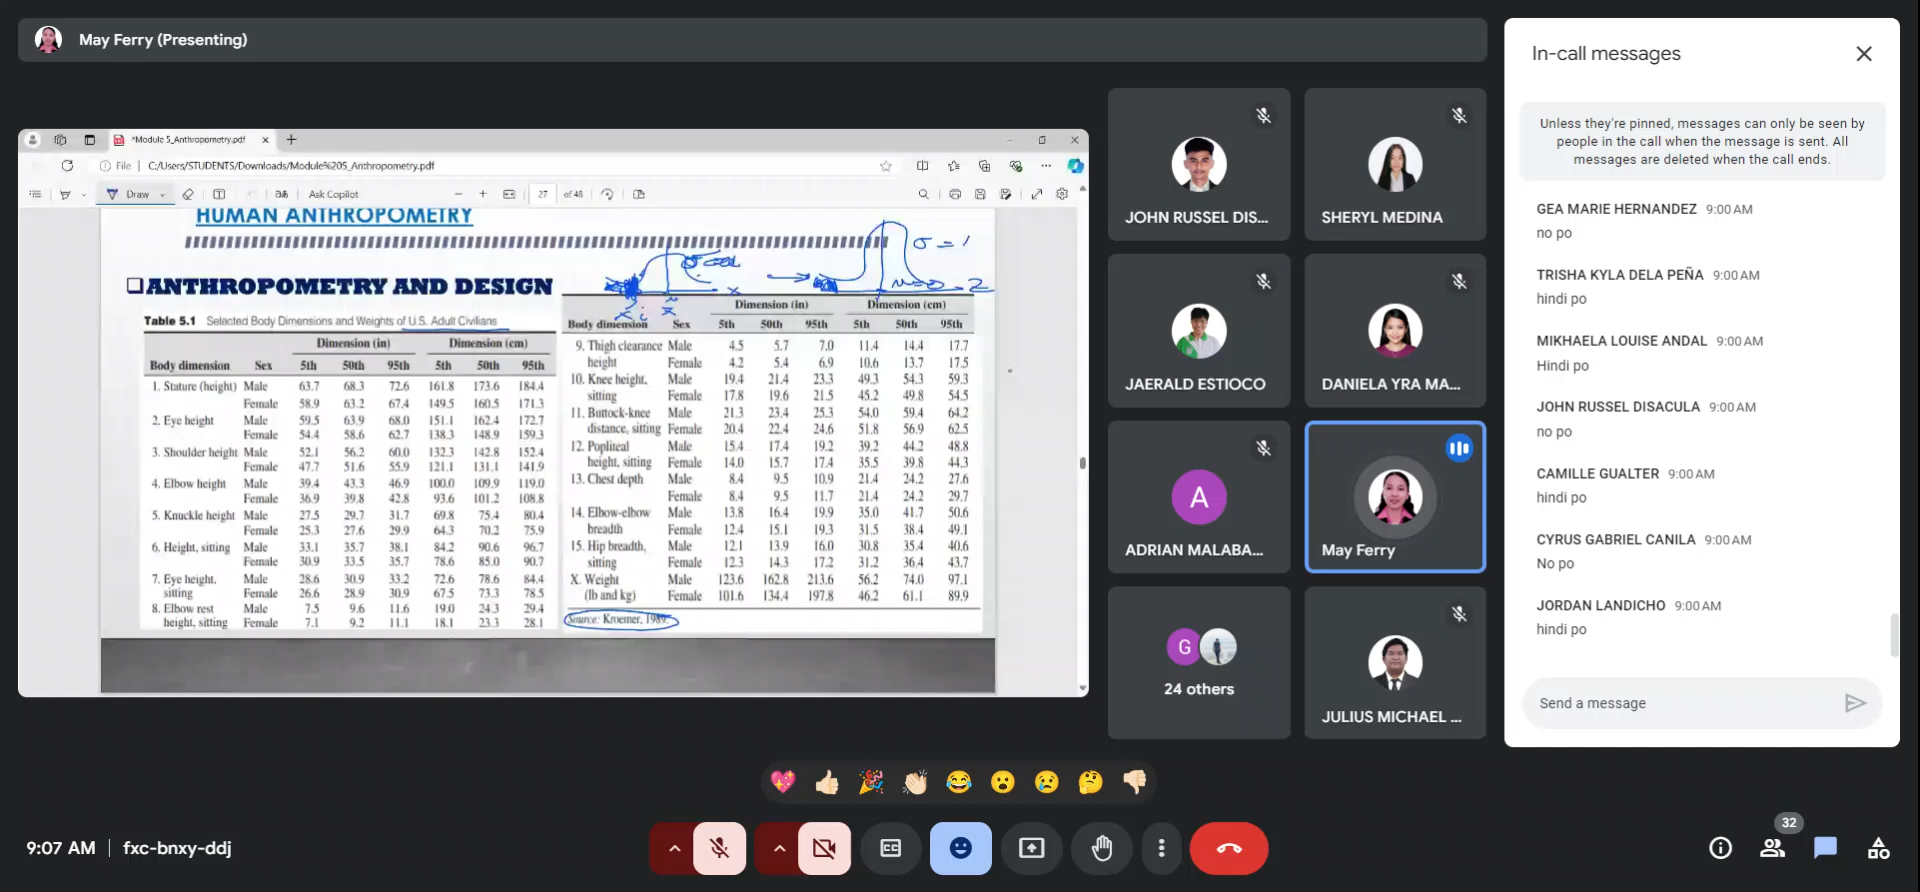 May Ferry (Presenting)
*Module 5_Anthropometry.pdf
File | C:/Users/STUDENTS/Downloads/Module%205_Anthropometry.pdf
Draw
Ask Copilot
27 of 48
HUMAN ANTHROPOMETRY
ANTHROPOMETRY AND DESIGN
σ = 1
Table 5.1 Selected Body Dimensions and Weights of U.S. Adult Civilians
Dimension (in) Dimension (cm)
Body dimension Sex 5th 50th 95th 5th 50th 95th
1. Stature (height) Male 63.7 68.3 72.6 161.8 173.6 184.4
Female 58.9 63.2 67.4 149.5 160.5 171.3
2. Eye height Male 59.5 63.9 68.0 151.1 162.4 172.7
Female 54.4 58.6 62.7 138.3 148.9 159.3
3. Shoulder height Male 52.1 56.2 60.0 132.3 142.8 152.4
Female 47.7 51.6 55.9 121.1 131.1 141.9
4. Elbow height Male 39.4 43.3 46.9 100.0 109.9 119.0
Female 36.9 39.8 42.8 93.6 101.2 108.8
5. Knuckle height Male 27.5 29.7 31.7 69.8 75.4 80.4
Female 25.3 27.6 29.9 64.3 70.2 75.9
6. Height, sitting Male 33.1 35.7 38.1 84.2 90.6 96.7
Female 30.9 33.5 35.7 78.6 85.0 90.7
7. Eye height, Male 28.6 30.9 33.2 72.6 78.6 84.4
sitting Female 26.6 28.9 30.9 67.5 73.3 78.5
8. Elbow rest Male 7.5 9.6 11.6 19.0 24.3 29.4
height, sitting Female 7.1 9.2 11.1 18.1 23.3 28.1
Dimension (in) Dimension (cm)
Body dimension Sex 5th 50th 95th 5th 50th 95th
9. Thigh clearance Male 4.5 5.7 7.0 11.4 14.4 17.7
height Female 4.2 5.4 6.9 10.6 13.7 17.5
10. Knee height, Male 19.4 21.4 23.3 49.3 54.3 59.3
sitting Female 17.8 19.6 21.5 45.2 49.8 54.5
11. Buttock-knee Male 21.3 23.4 25.3 54.0 59.4 64.2
distance, sitting Female 20.4 22.4 24.6 51.8 56.9 62.5
12. Popliteal Male 15.4 17.4 19.2 39.2 44.2 48.8
height, sitting Female 14.0 15.7 17.4 35.5 39.8 44.3
13. Chest depth Male 8.4 9.5 10.9 21.4 24.2 27.6
Female 8.4 9.5 11.7 21.4 24.2 29.7
14. Elbow-elbow Male 13.8 16.4 19.9 35.0 41.7 50.6
breadth Female 12.4 15.1 19.3 31.5 38.4 49.1
15. Hip breadth, Male 12.1 13.9 16.0 30.8 35.4 40.6
sitting Female 12.3 14.3 17.2 31.2 36.4 43.7
X. Weight Male 123.6 162.8 213.6 56.2 74.0 97.1
(lb and kg) Female 101.6 134.4 197.8 46.2 61.1 89.9
Source: Kroemer, 1989.
JOHN RUSSEL DIS...
SHERYL MEDINA
JAERALD ESTIOCO
DANIELA YRA MA...
A
ADRIAN MALABA...
May Ferry
G
24 others
JULIUS MICHAEL ...
In-call messages
Unless they're pinned, messages can only be seen by
people in the call when the message is sent. All
messages are deleted when the call ends.
GEA MARIE HERNANDEZ 9:00 AM
no po
TRISHA KYLA DELA PEÑA 9:00 AM
hindi po
MIKHAELA LOUISE ANDAL 9:00 AM
Hindi po
JOHN RUSSEL DISACULA 9:00 AM
no po
CAMILLE GUALTER 9:00 AM
hindi po
CYRUS GABRIEL CANILA 9:00 AM
No po
JORDAN LANDICHO 9:00 AM
hindi po
Send a message
9:07 AM | fxc-bnxy-ddj
32